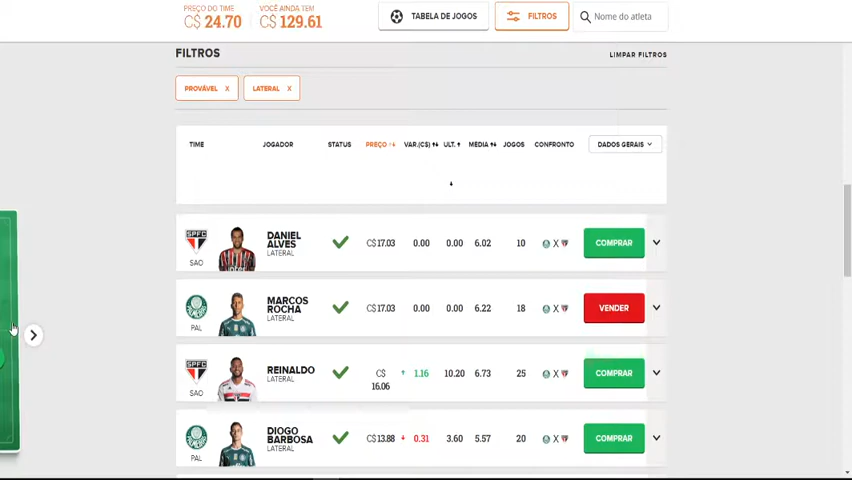 PREÇO DO TIME
C$ 24.70
VOCÊ AINDA TEM
C$ 129.61
TABELA DE JOGOS
FILTROS
Nome do atleta
FILTROS
LIMPAR FILTROS
PROVÁVEL X
LATERAL X
TIME JOGADOR STATUS PREÇO VAR.(C$) ULT. MÉDIA JOGOS CONFRONTO DADOS GERAIS
SPFC
SAO
DANIEL
ALVES
LATERAL
C$ 17.03 0.00 0.00 6.02 10 X COMPRAR
PAL
MARCOS
ROCHA
LATERAL
C$ 17.03 0.00 0.00 6.22 18 X VENDER
SPFC
SAO
REINALDO
LATERAL
C$
16.06
1.16 10.20 6.73 25 X COMPRAR
PAL
DIOGO
BARBOSA
LATERAL
C$ 13.88 0.31 3.60 5.57 20 X COMPRAR